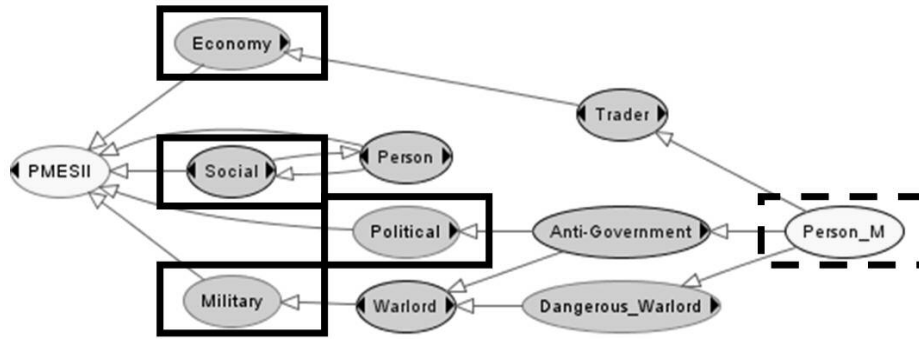 Economy
Trader
Person
PMESII
Social
Political
Anti-Government
Person_M
Military
Warlord
Dangerous_Warlord